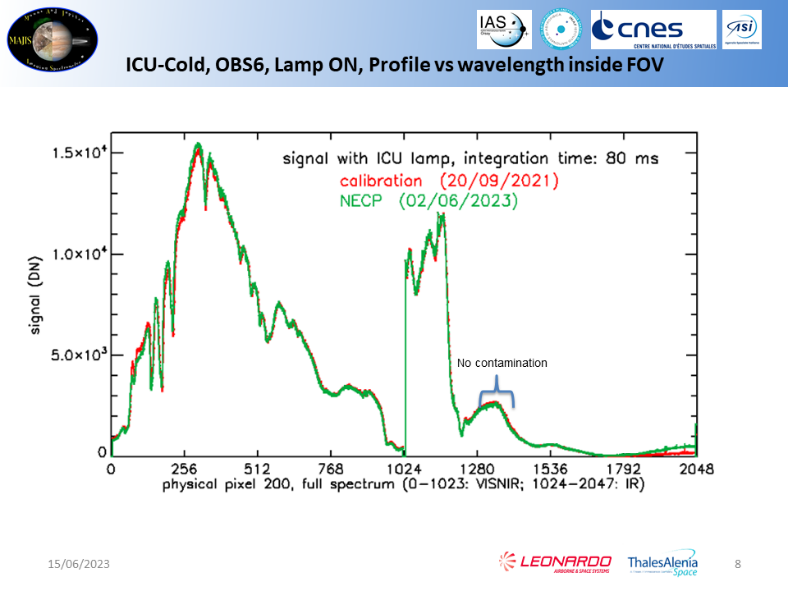 MAJIS
IAS
cnes
CENTRE NATIONAL D'ÉTUDES SPATIALES
asi
ICU-Cold, OBS6, Lamp ON, Profile vs wavelength inside FOV
signal with ICU lamp, integration time: 80 ms
calibration (20/09/2021)
NECP (02/06/2023)
1.5×10⁴
1.0×10⁴
5.0×10³
0
signal (DN)
No contamination
0 256 512 768 1024 1280 1536 1792 2048
physical pixel 200, full spectrum (0-1023: VISNIR; 1024-2047: IR)
15/06/2023
LEONARDO
AIRBORNE & SPACE SYSTEMS
ThalesAlenia
Space
8